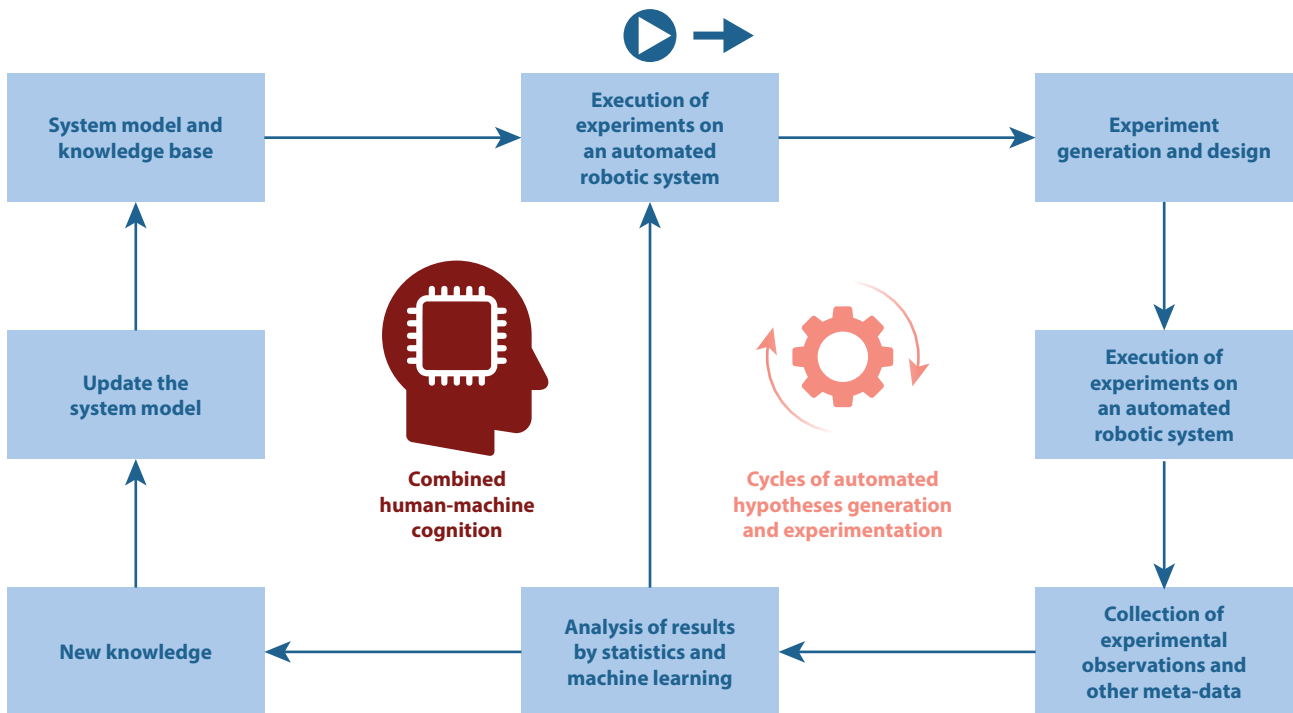 System model and
knowledge base
Execution of
experiments on
an automated
robotic system
Experiment
generation and design
Update the
system model
Combined
human-machine
cognition
Cycles of automated
hypotheses generation
and experimentation
Execution of
experiments on
an automated
robotic system
New knowledge
Analysis of results
by statistics and
machine learning
Collection of
experimental
observations and
other meta-data